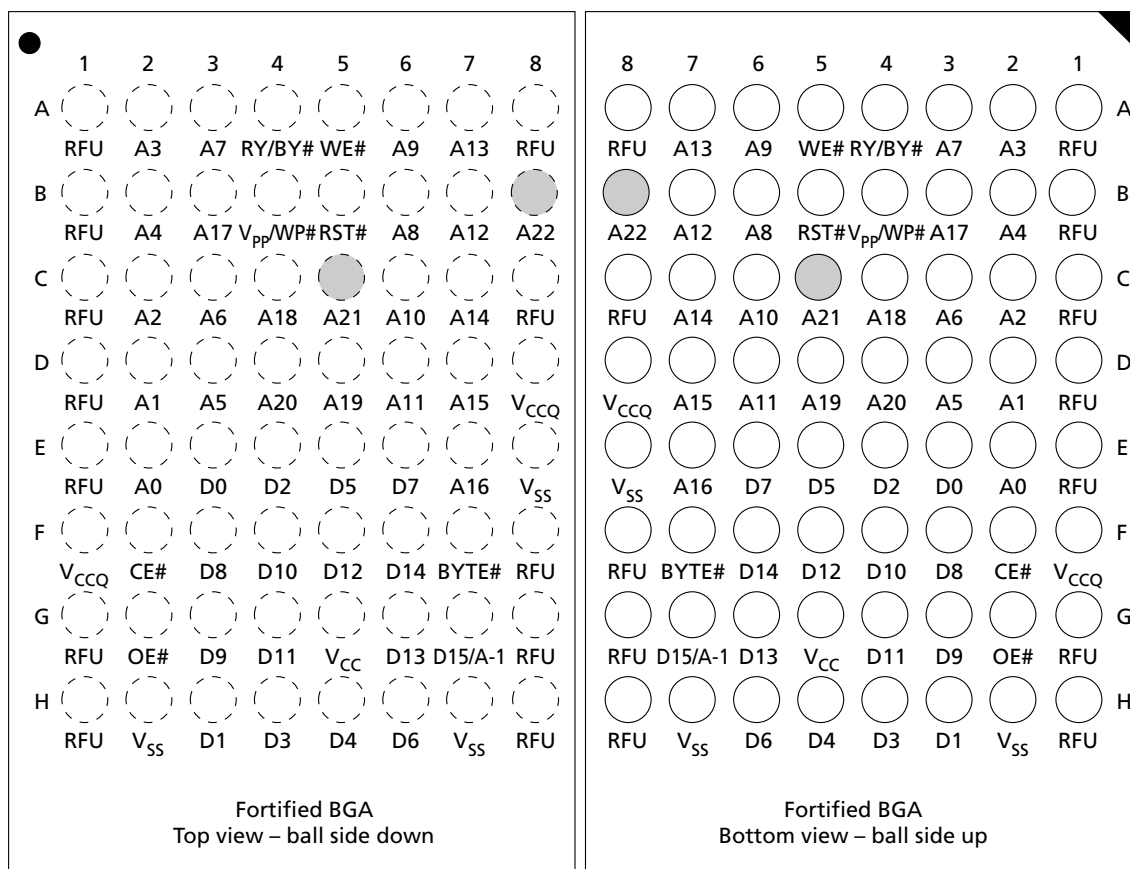 1 2 3 4 5 6 7 8
A
RFU A3 A7 RY/BY# WE# A9 A13 RFU
B
RFU A4 A17 VPP/WP# RST# A8 A12 A22
C
RFU A2 A6 A18 A21 A10 A14 RFU
D
RFU A1 A5 A20 A19 A11 A15 VCCQ
E
RFU A0 D0 D2 D5 D7 A16 VSS
F
VCCQ CE# D8 D10 D12 D14 BYTE# RFU
G
RFU OE# D9 D11 VCC D13 D15/A-1 RFU
H
RFU VSS D1 D3 D4 D6 VSS RFU
Fortified BGA
Top view – ball side down
8 7 6 5 4 3 2 1
A
RFU A13 A9 WE# RY/BY# A7 A3 RFU
B
A22 A12 A8 RST# VPP/WP# A17 A4 RFU
C
RFU A14 A10 A21 A18 A6 A2 RFU
D
VCCQ A15 A11 A19 A20 A5 A1 RFU
E
VSS A16 D7 D5 D2 D0 A0 RFU
F
RFU BYTE# D14 D12 D10 D8 CE# VCCQ
G
RFU D15/A-1 D13 VCC D11 D9 OE# RFU
H
RFU VSS D6 D4 D3 D1 VSS RFU
Fortified BGA
Bottom view – ball side up